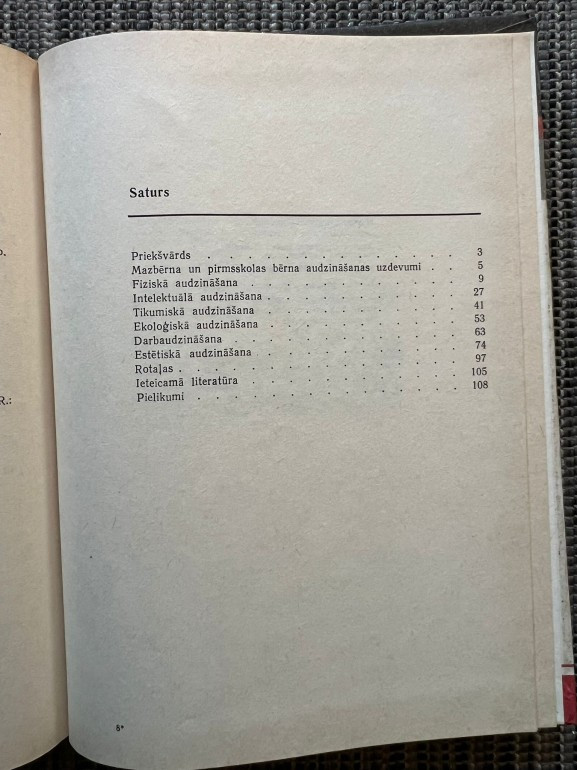 Saturs
Priekšvārds . . . . . . . . . . . 3
Mazbērna un pirmsskolas bērna audzināšanas uzdevumi . . 5
Fiziskā audzināšana . . . . . . . . . 9
Intelektuālā audzināšana . . . . . . . . 27
Tikumiskā audzināšana . . . . . . . . 41
Ekoloģiskā audzināšana . . . . . . . . 53
Darbaudzināšana . . . . . . . . . . 63
Estētiskā audzināšana . . . . . . . . 74
Rotaļas . . . . . . . . . . . . 97
Ieteicamā literatūra . . . . . . . . . 105
Pielikumi . . . . . . . . . . . 108
8*
R.: